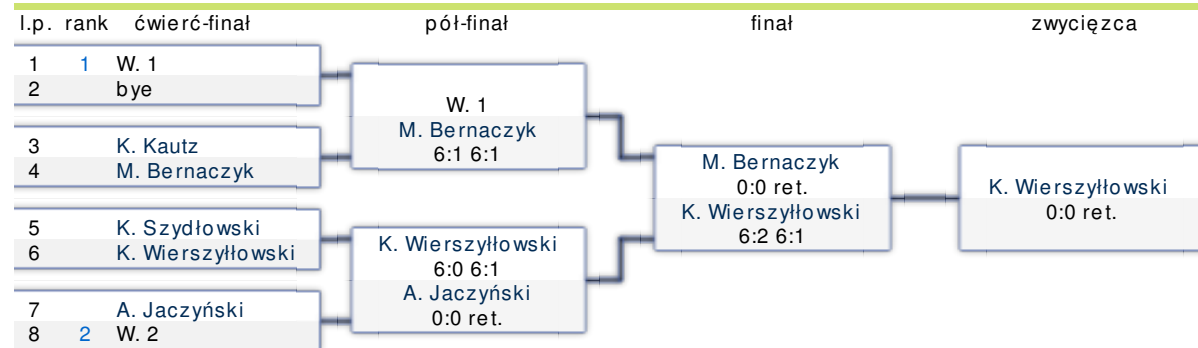 l.p. rank ćwierć-finał pół-finał finał zwycięzca
1 1 W. 1
2 bye
3 K. Kautz
4 M. Bernaczyk
5 K. Szydłowski
6 K. Wierszyłłowski
7 A. Jaczyński
8 2 W. 2
W. 1
M. Bernaczyk
6:1 6:1
K. Wierszyłłowski
6:0 6:1
A. Jaczyński
0:0 ret.
M. Bernaczyk
0:0 ret.
K. Wierszyłłowski
6:2 6:1
K. Wierszyłłowski
0:0 ret.